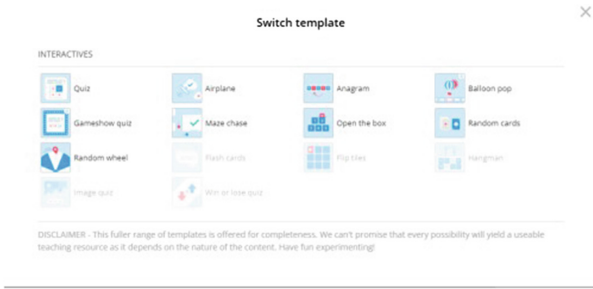 Switch template
INTERACTIVES
Quiz Airplane Anagram Balloon pop
Gameshow quiz Maze chase Open the box Random cards
Random wheel Flash cards Flip tiles Hangman
Image quiz Win or lose quiz
DISCLAIMER - This fuller range of templates is offered for completeness. We can't promise that every possibility will yield a useable
teaching resource as it depends on the nature of the content. Have fun experimenting!